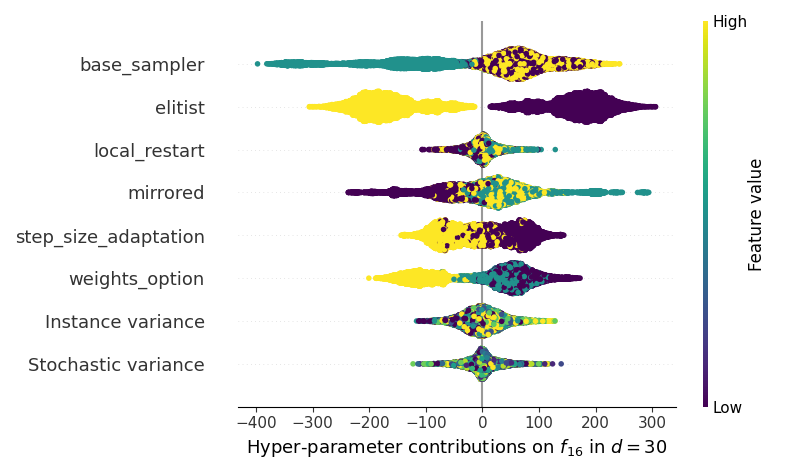 High
base_sampler
elitist
local_restart
mirrored
step_size_adaptation
weights_option
Instance variance
Stochastic variance
Feature value
Low
−400 −300 −200 −100 0 100 200 300
Hyper-parameter contributions on f₁₆ in d = 30